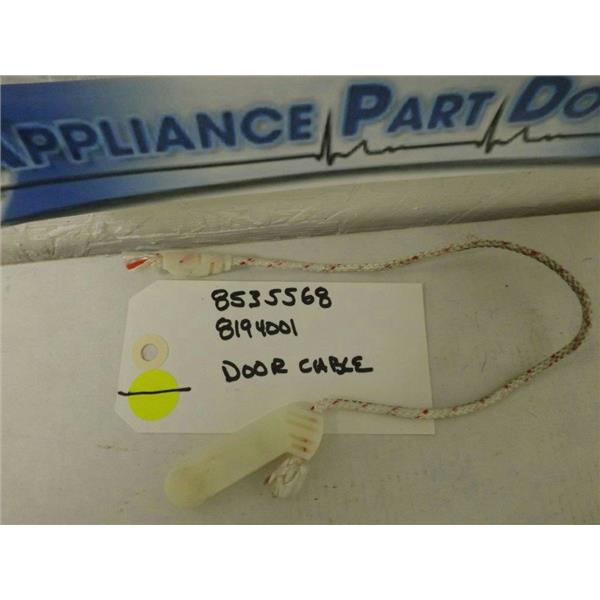 APPLIANCE PART DO
8535568
8194001
DOOR CABLE